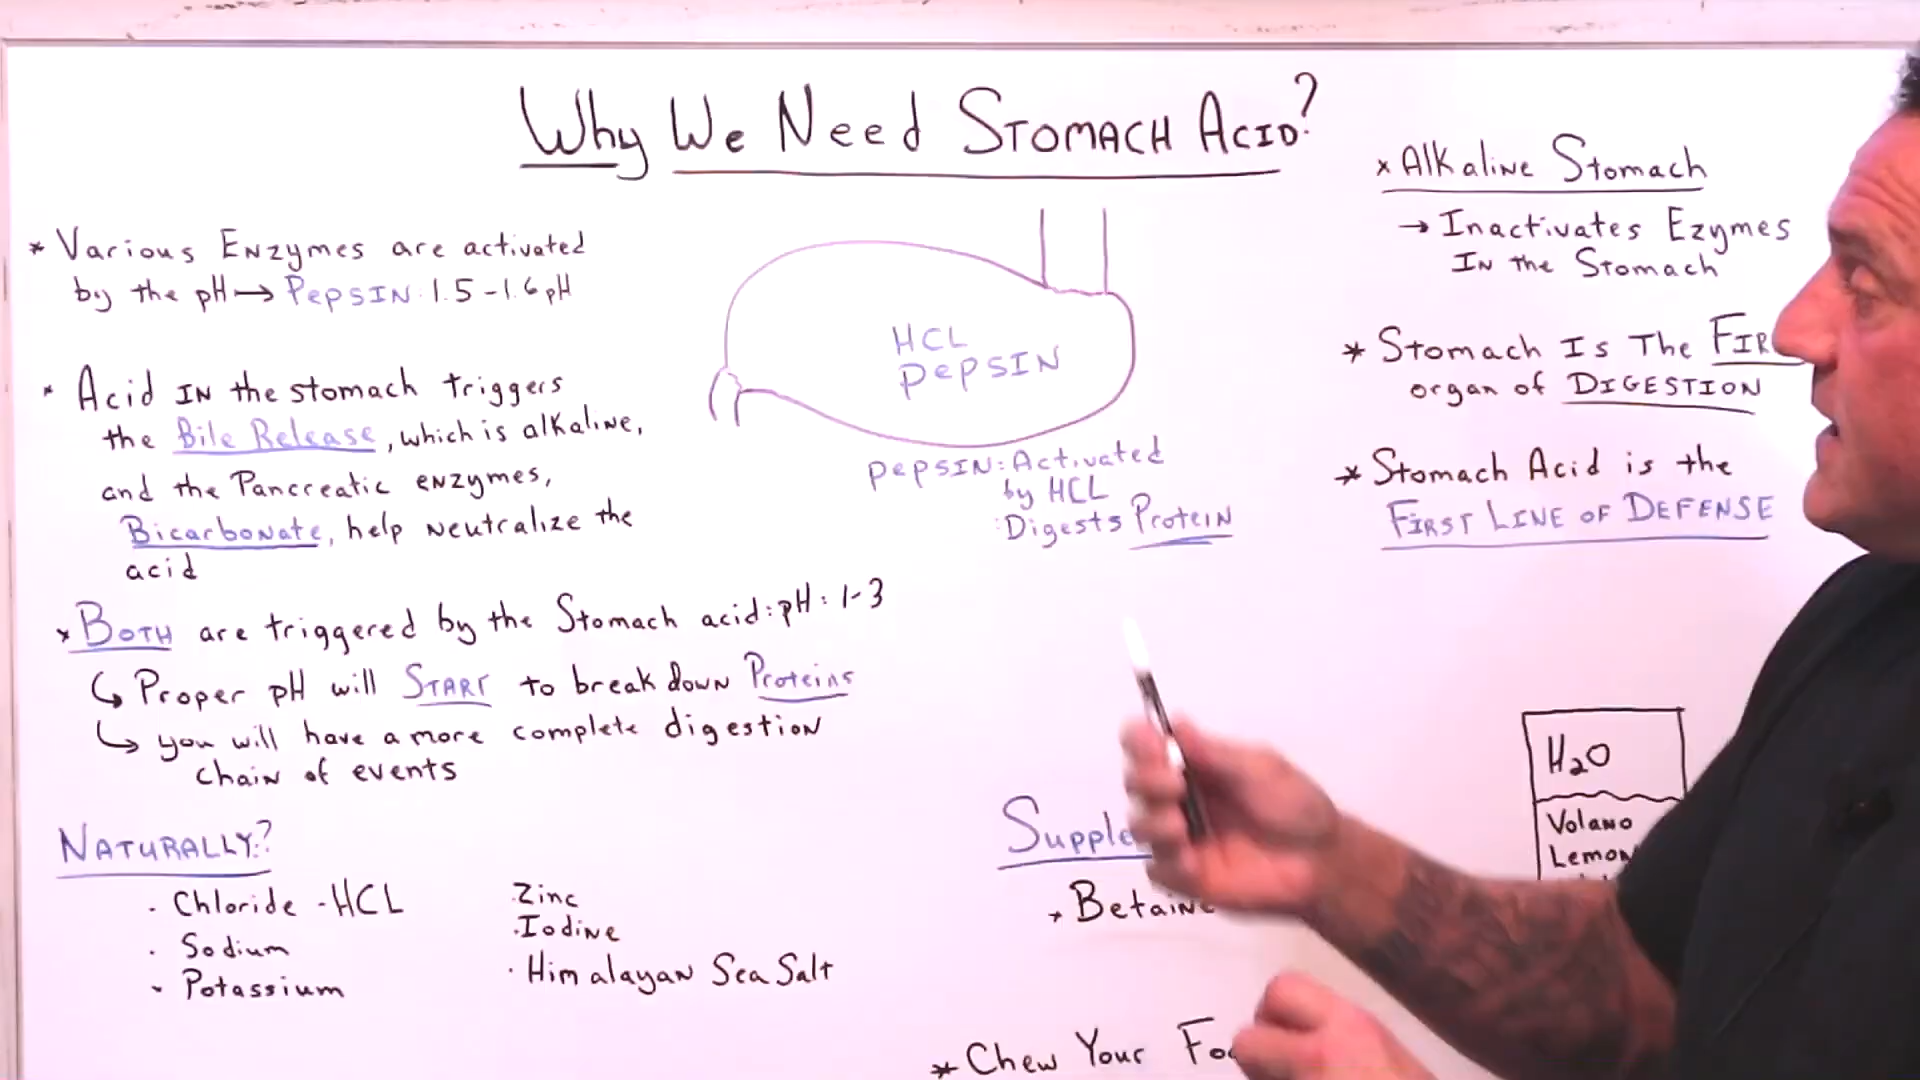 Why We Need STOMACH ACID?
* Various Enzymes are activated
by the pH → PEPSIN: 1.5-1.6 pH
* Acid IN the stomach triggers
the Bile Release, which is alkaline,
and the Pancreatic enzymes,
Bicarbonate, help neutralize the
acid
* BOTH are triggered by the Stomach acid: pH: 1-3
↳ Proper pH will START to break down Proteins
↳ you will have a more complete digestion
chain of events
NATURALLY?
· Chloride - HCL
· Sodium
· Potassium
· Zinc
· Iodine
· Himalayan Sea Salt
HCL
PEPSIN
PEPSIN: Activated
by HCL
: Digests Protein
* Alkaline Stomach
→ Inactivates Ezymes
IN the Stomach
* Stomach Is The
organ of DIGESTION
* Stomach Acid is the
FIRST LINE OF DEFENSE
H2O
Volano
* Chew Your